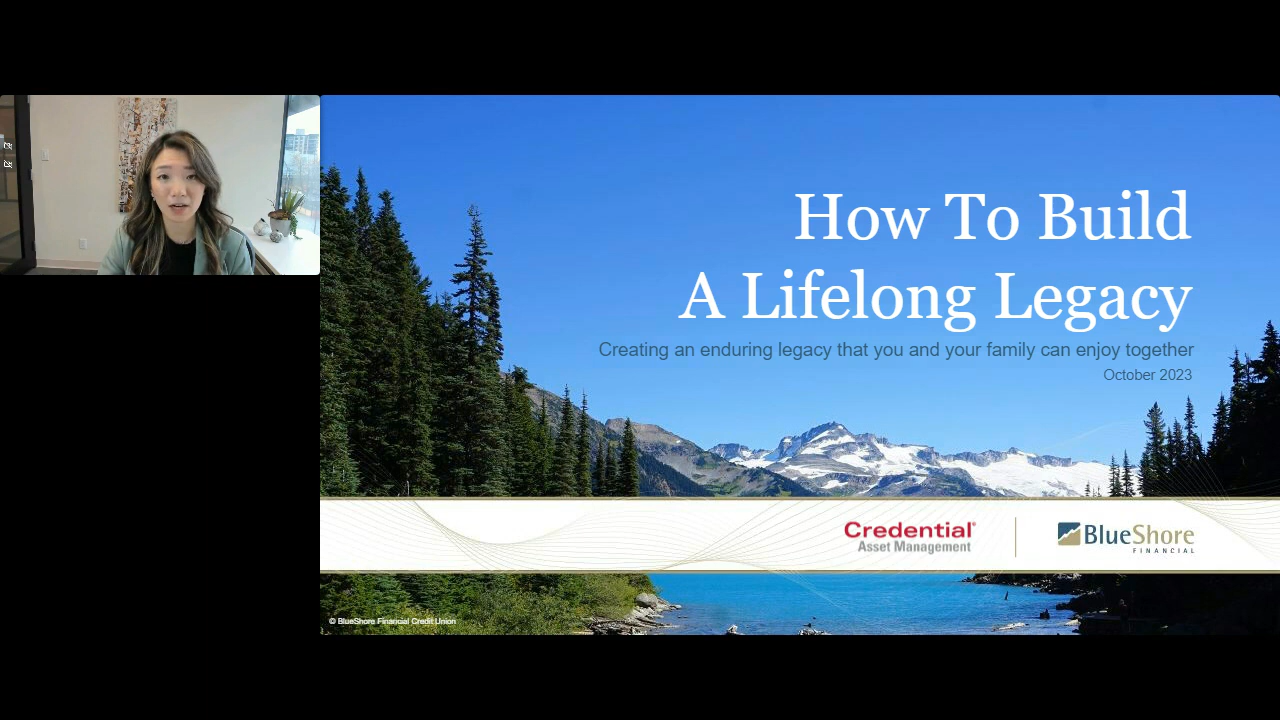 How To Build
A Lifelong Legacy
Creating an enduring legacy that you and your family can enjoy together
October 2023
Credential®
Asset Management
BlueShore
FINANCIAL
© BlueShore Financial Credit Union